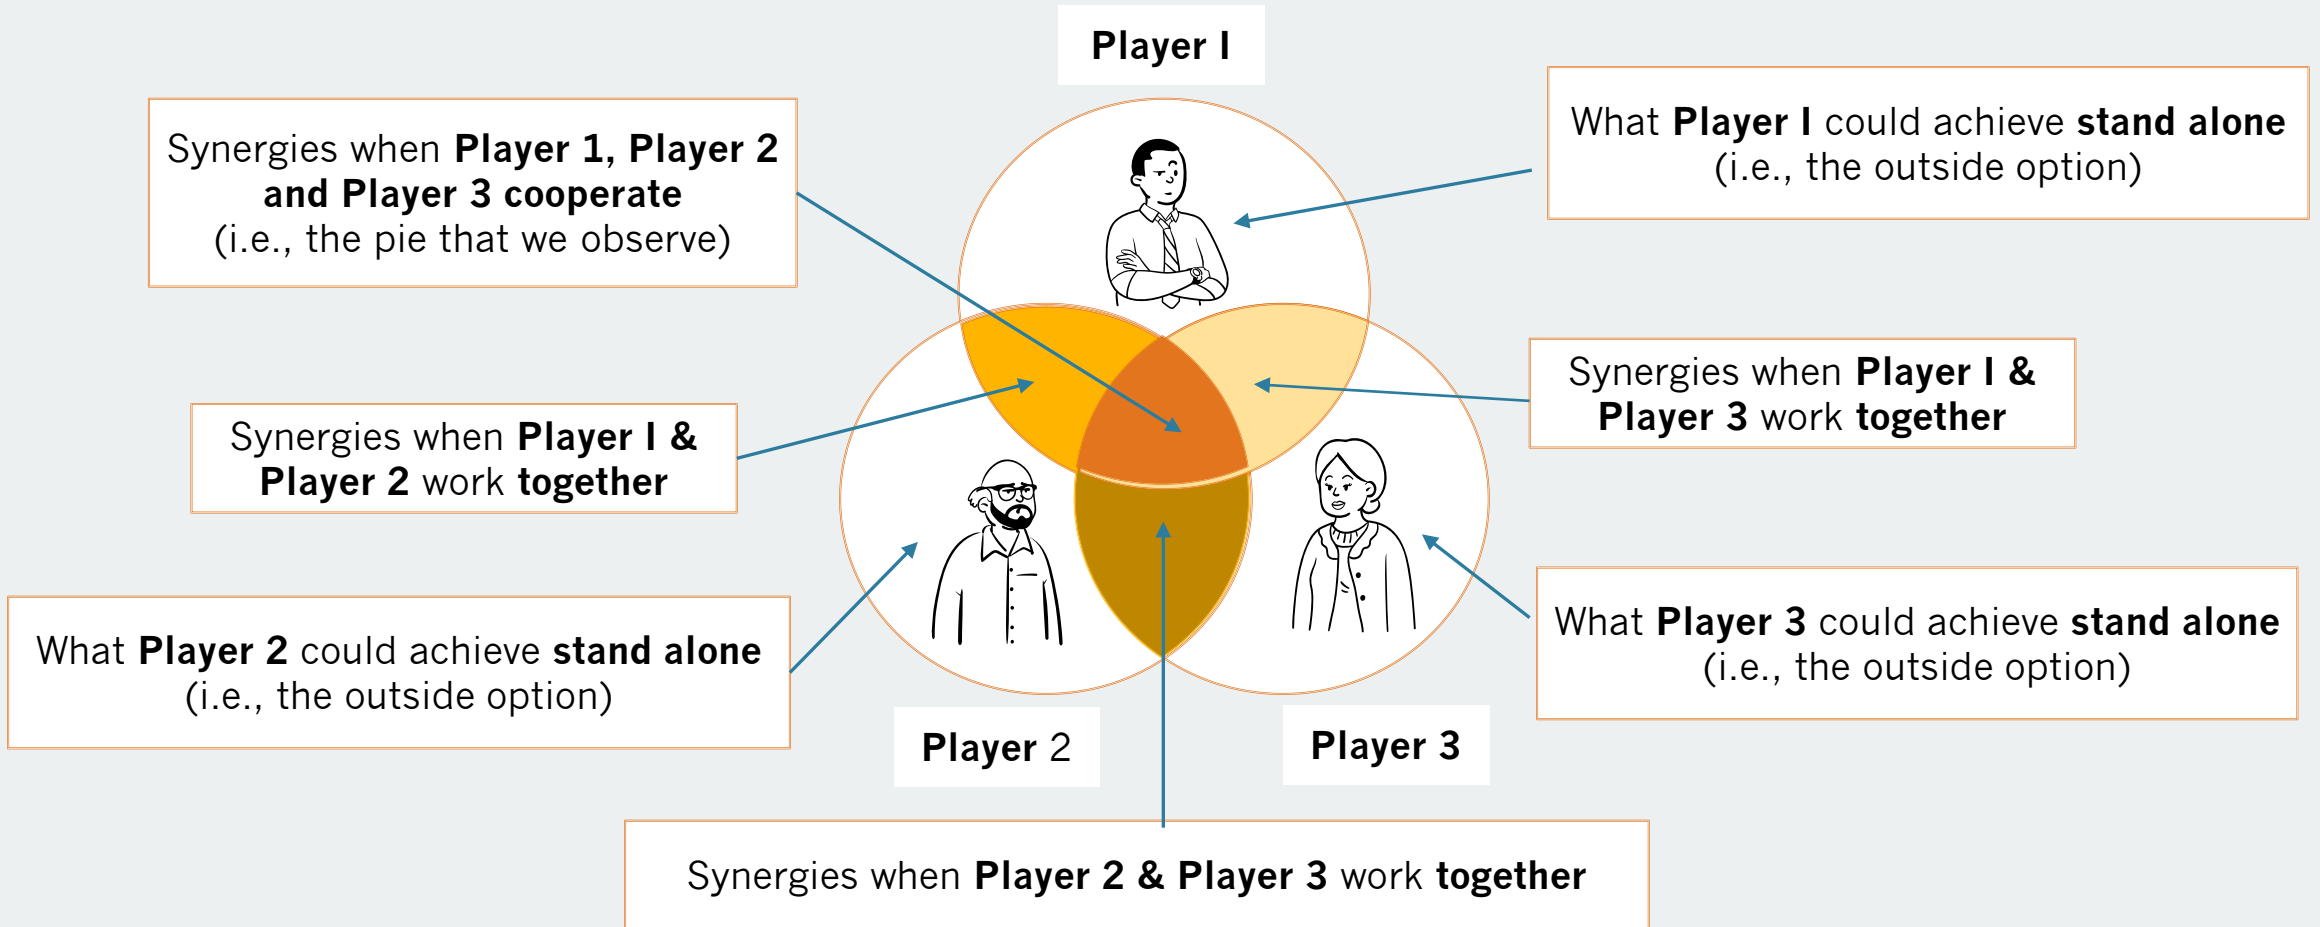 Player I
Synergies when Player 1, Player 2
and Player 3 cooperate
(i.e., the pie that we observe)
What Player I could achieve stand alone
(i.e., the outside option)
Synergies when Player I &
Player 2 work together
Synergies when Player I &
Player 3 work together
What Player 2 could achieve stand alone
(i.e., the outside option)
What Player 3 could achieve stand alone
(i.e., the outside option)
Player 2
Player 3
Synergies when Player 2 & Player 3 work together